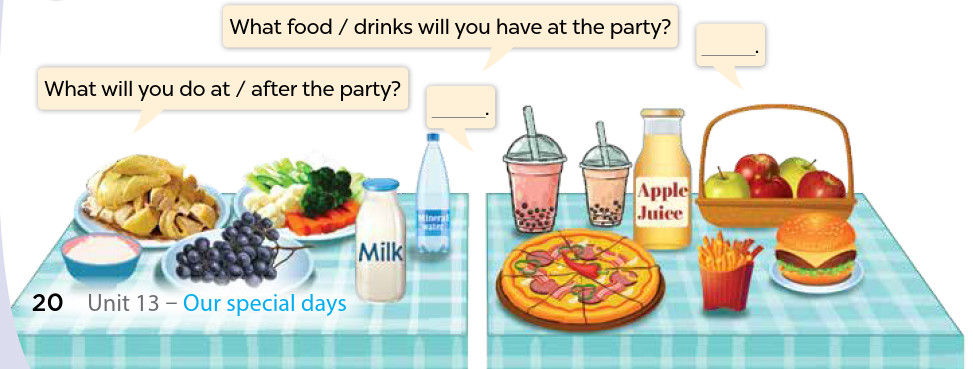 What food / drinks will you have at the party?
_____.
What will you do at / after the party?
_____.
Apple
Juice
Mineral
water
Milk
20 Unit 13 – Our special days